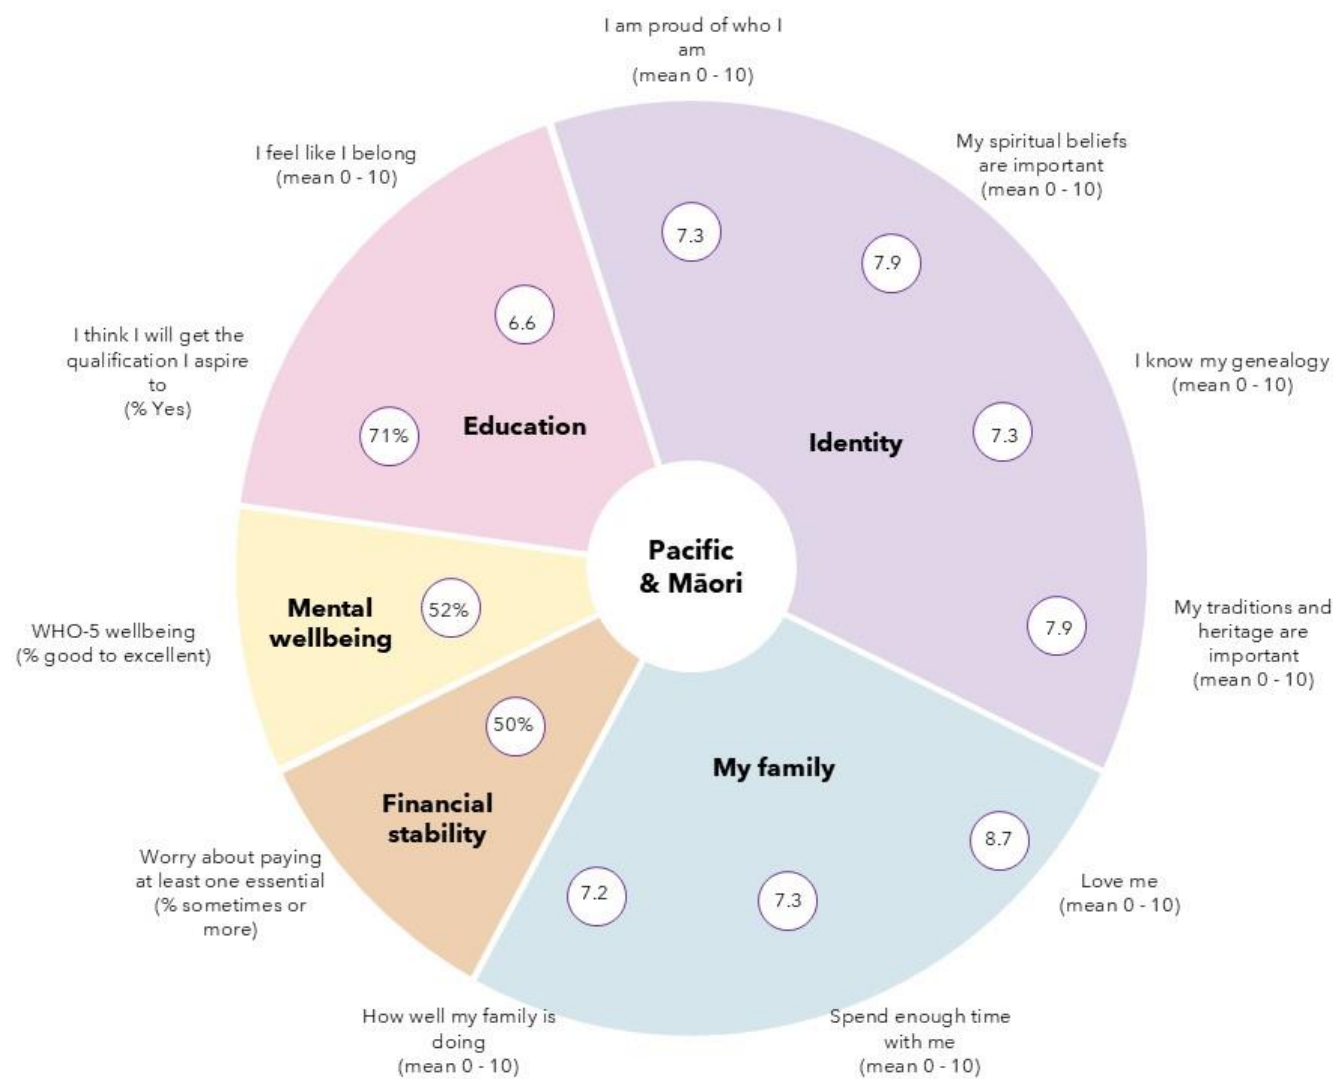 I am proud of who I
am
(mean 0 - 10)
My spiritual beliefs
are important
(mean 0 - 10)
I feel like I belong
(mean 0 - 10)
7.3
7.9
6.6
I think I will get the
qualification I aspire
to
(% Yes)
I know my genealogy
(mean 0 - 10)
71%
Education
Identity
7.3
Pacific
& Māori
Mental
wellbeing
52%
WHO-5 wellbeing
(% good to excellent)
7.9
My traditions and
heritage are
important
(mean 0 - 10)
50%
Financial
stability
My family
Worry about paying
at least one essential
(% sometimes or
more)
7.2
7.3
8.7
Love me
(mean 0 - 10)
How well my family is
doing
(mean 0 - 10)
Spend enough time
with me
(mean 0 - 10)